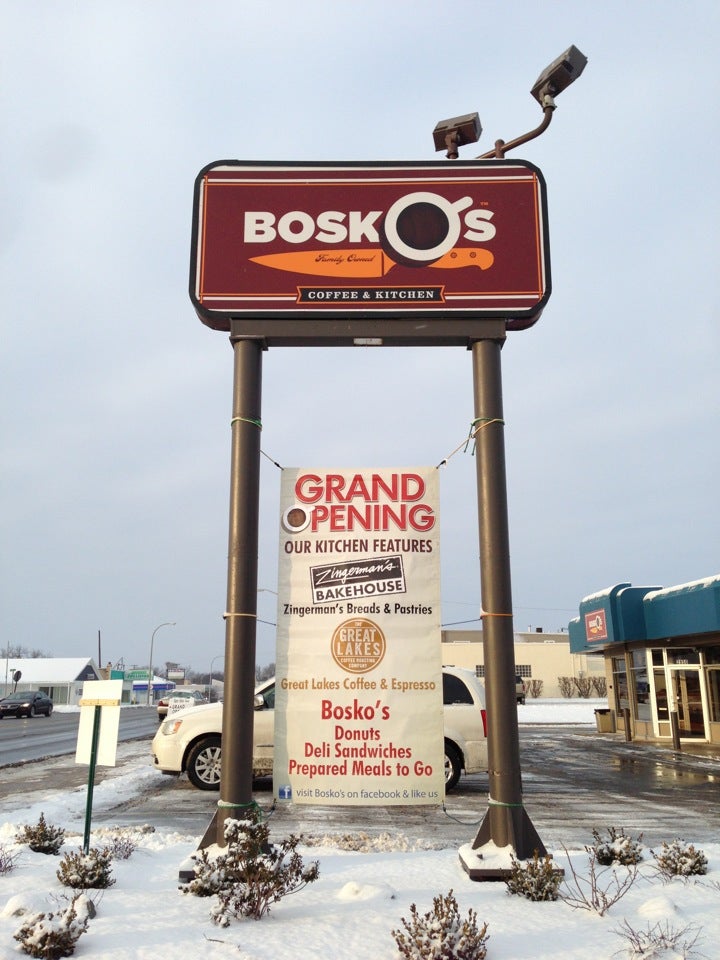 BOSKO'S™
Family Owned
COFFEE & KITCHEN
GRAND
OPENING
OUR KITCHEN FEATURES
Zingerman's
BAKEHOUSE
Zingerman's Breads & Pastries
THE
GREAT
LAKES
COFFEE ROASTING
COMPANY
Great Lakes Coffee & Espresso
Bosko's
Donuts
Deli Sandwiches
Prepared Meals to Go
f visit Bosko's on facebook & like us